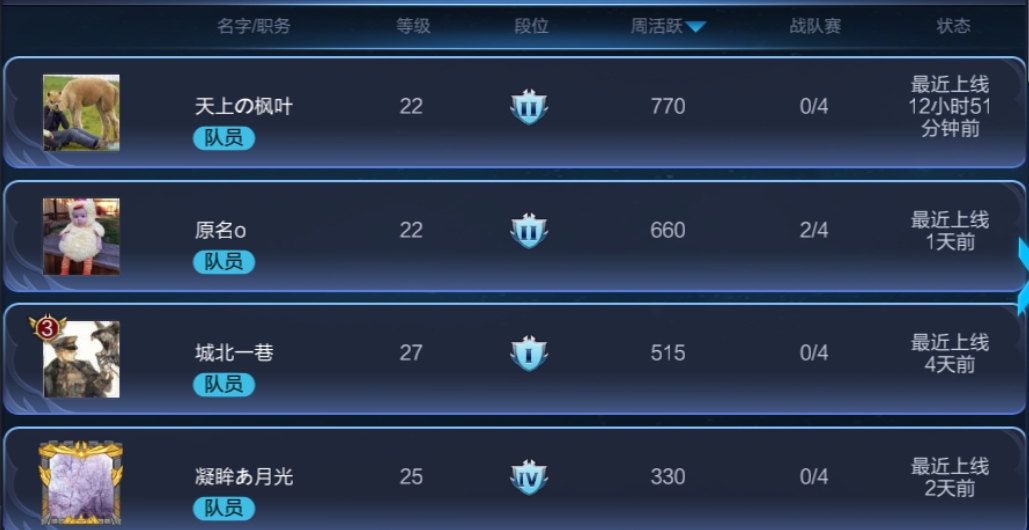 名字/职务 等级 段位 周活跃 战队赛 状态
天上の枫叶 22 II 770 0/4 最近上线
12小时51
分钟前
队员
原名o 22 II 660 2/4 最近上线
1天前
队员
3
城北一巷 27 I 515 0/4 最近上线
4天前
队员
凝眸あ月光 25 IV 330 0/4 最近上线
2天前
队员